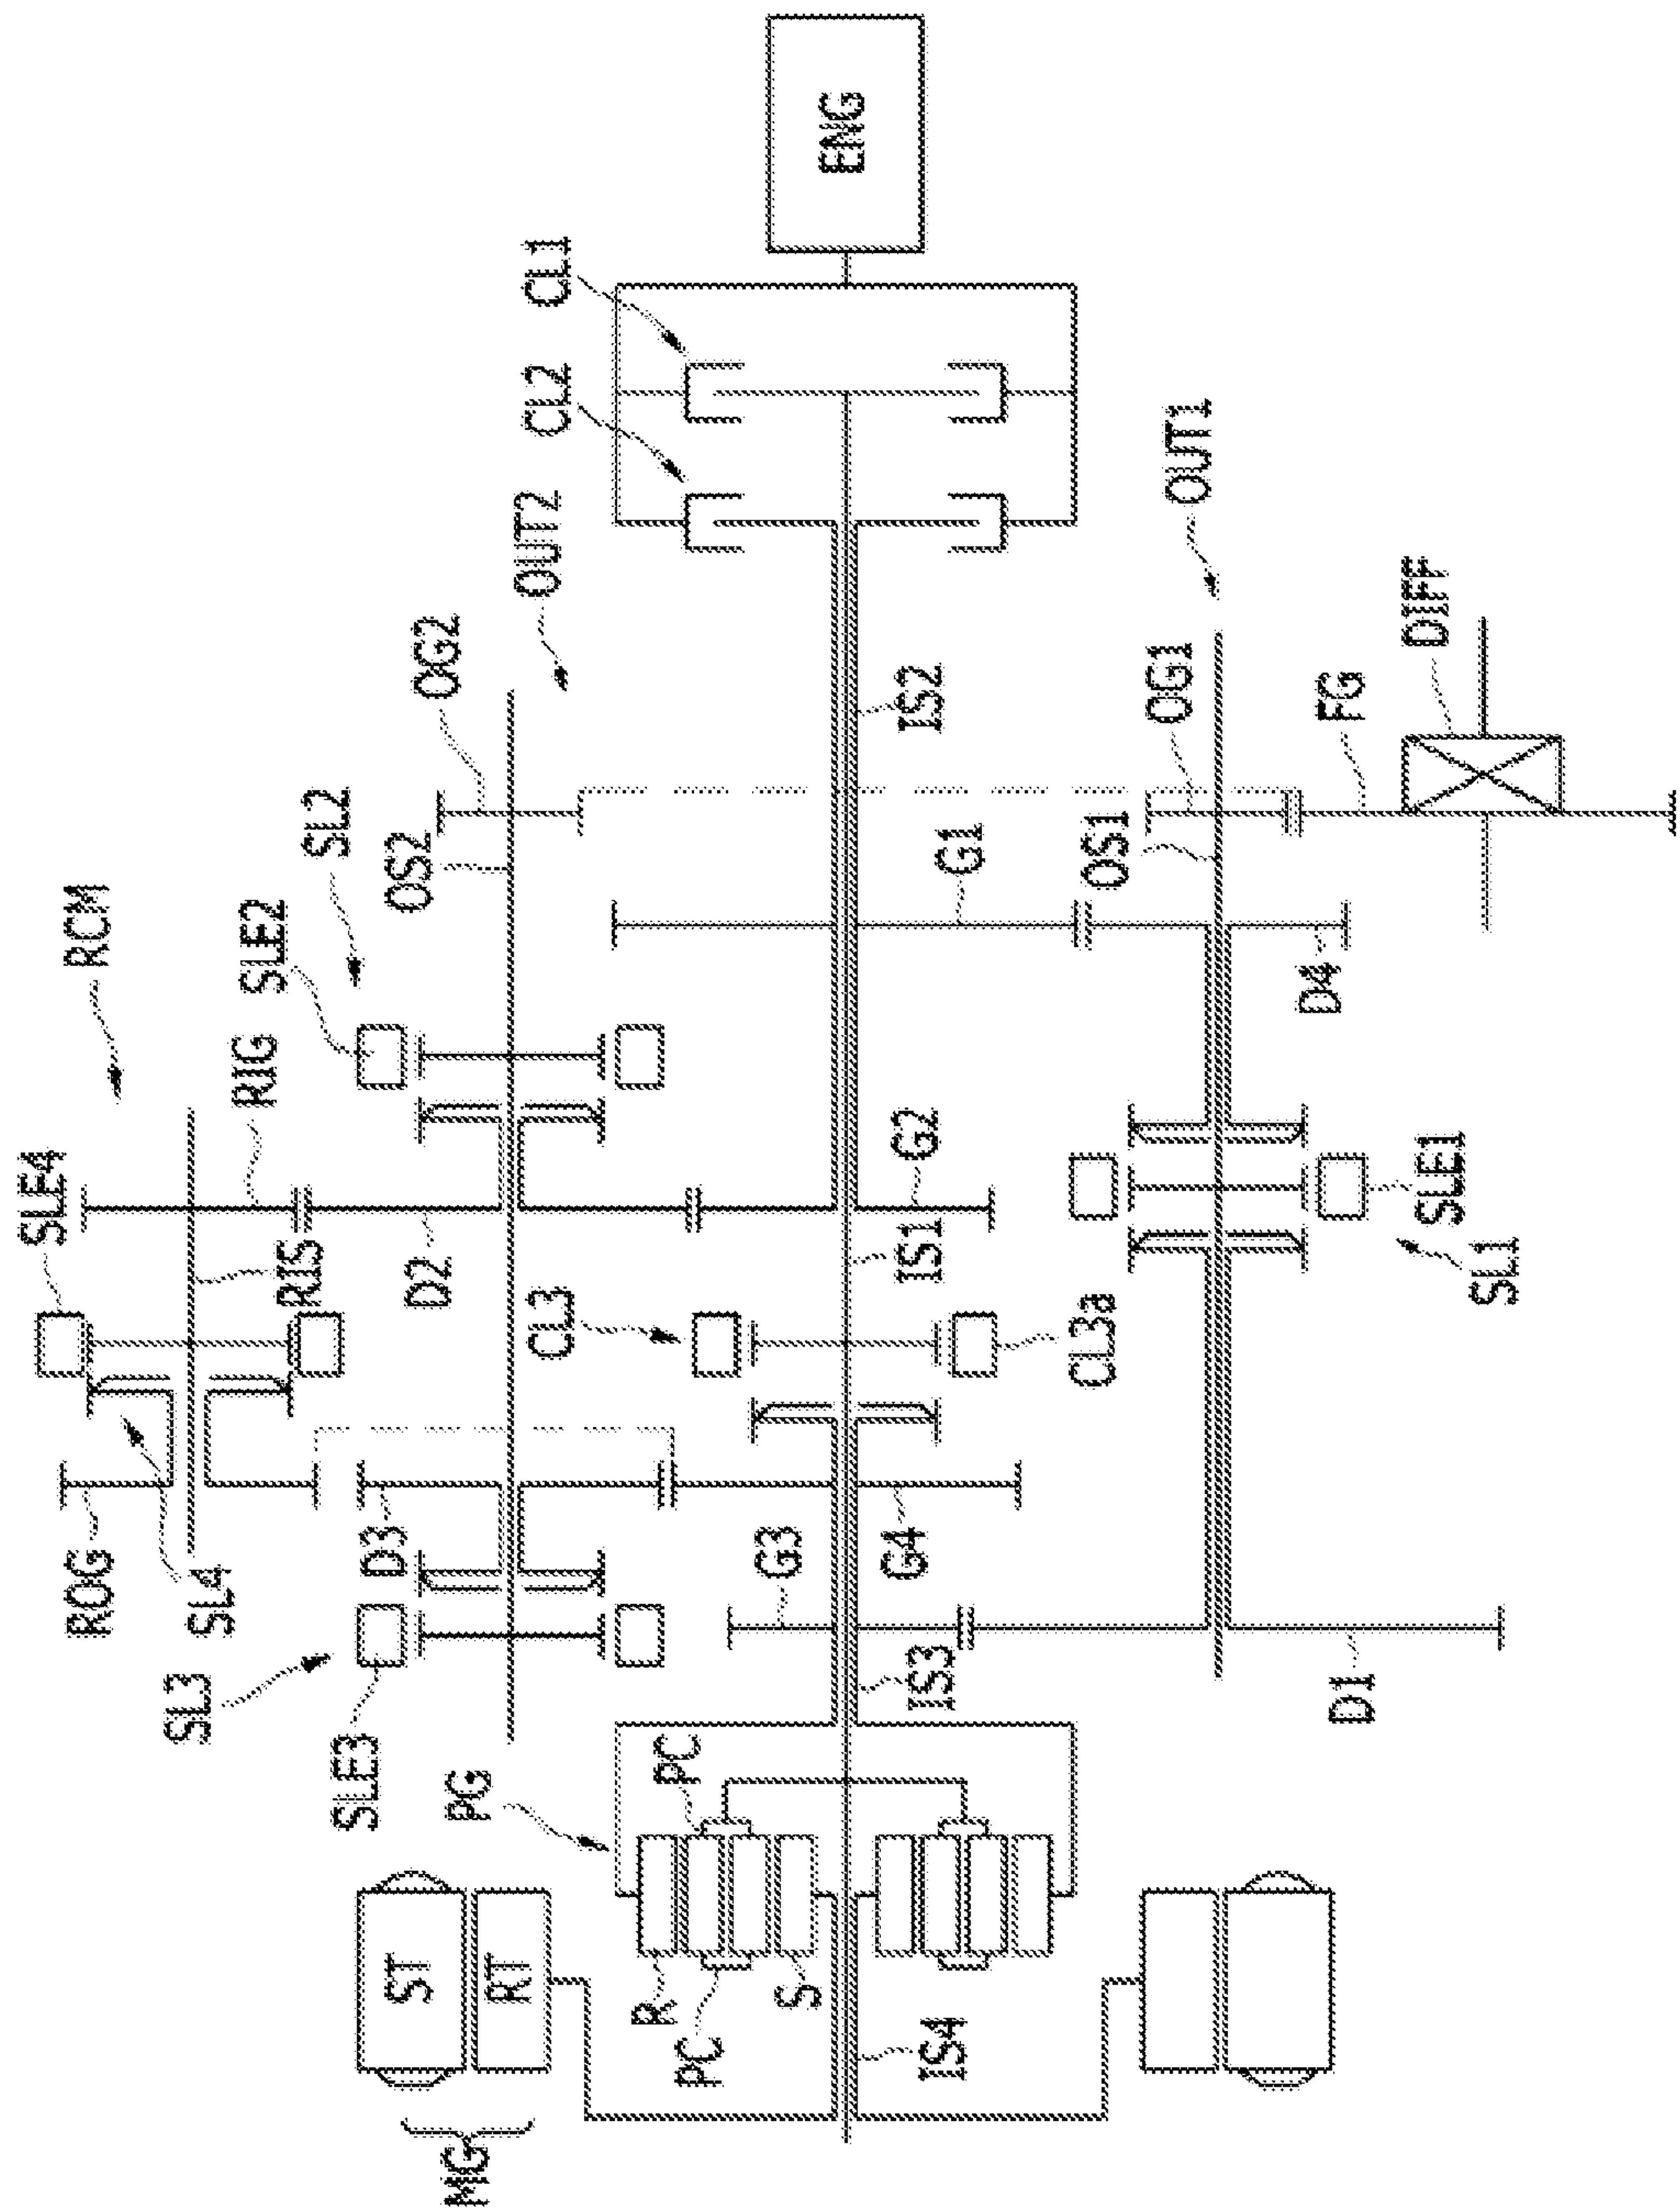 MG
ST
RT
PG
R
PC
PC
S
IS4
SL3
SLE3
ROG
SL4
D3
G3
G4
IS3
D1
SLE4
RIS
RIG
RCM
D2
CL3
CL3a
IS1
G2
SL1
SLE1
SLE2
SL2
OS2
OG2
OUT2
G1
IS2
D4
OS1
OG1
FG
DIFF
OUT1
CL2
CL1
ENG